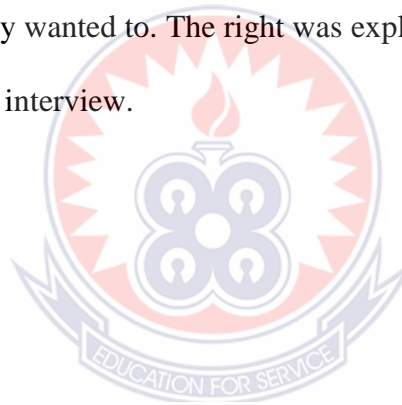 y wanted to. The right was expl
interview.
EDUCATION FOR SERVICE